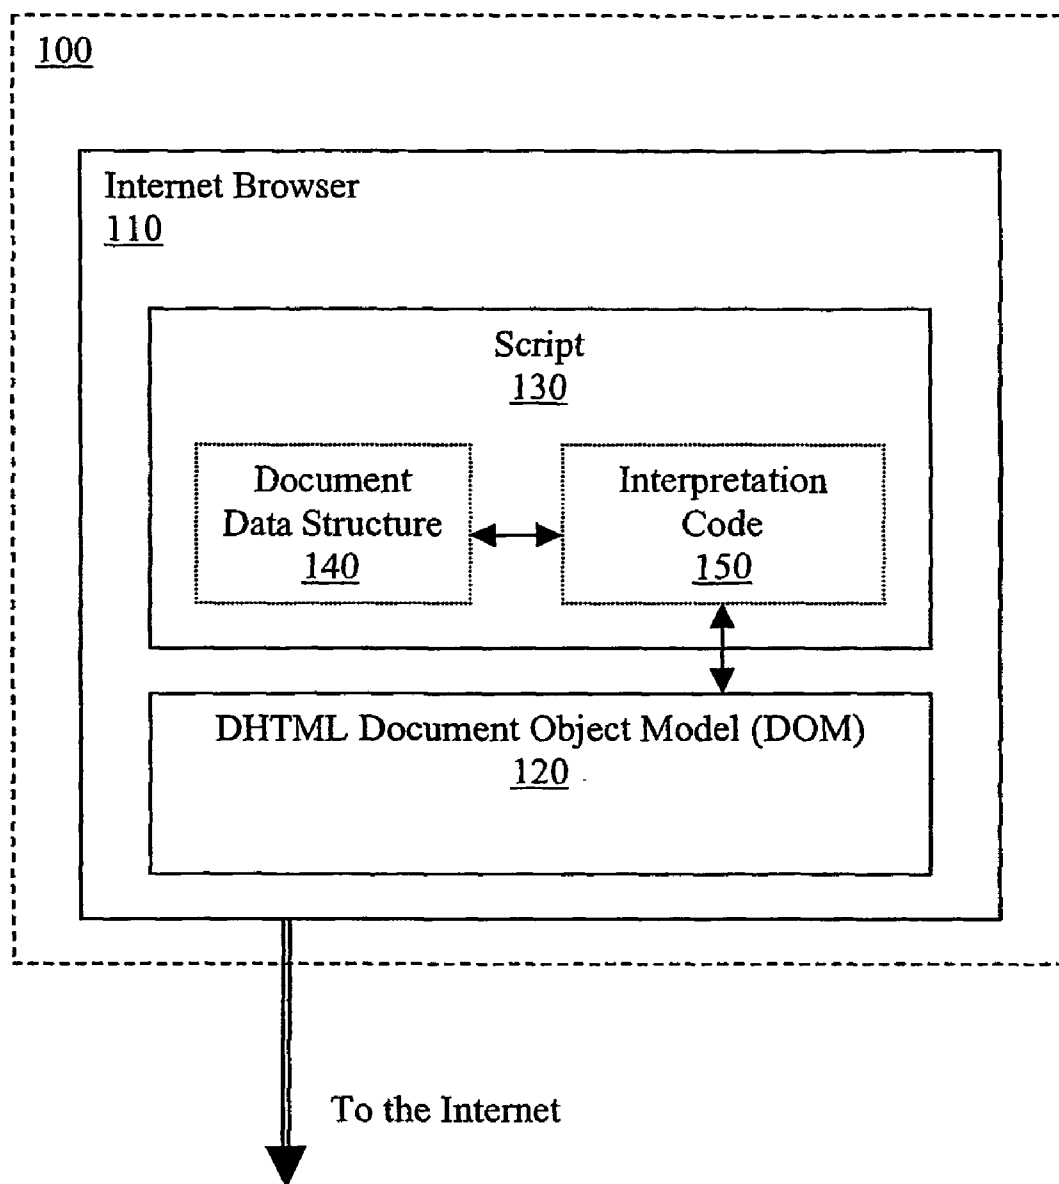 100
Internet Browser
110
Script
130
Document
Data Structure
140
Interpretation
Code
150
DHTML Document Object Model (DOM)
120
To the Internet